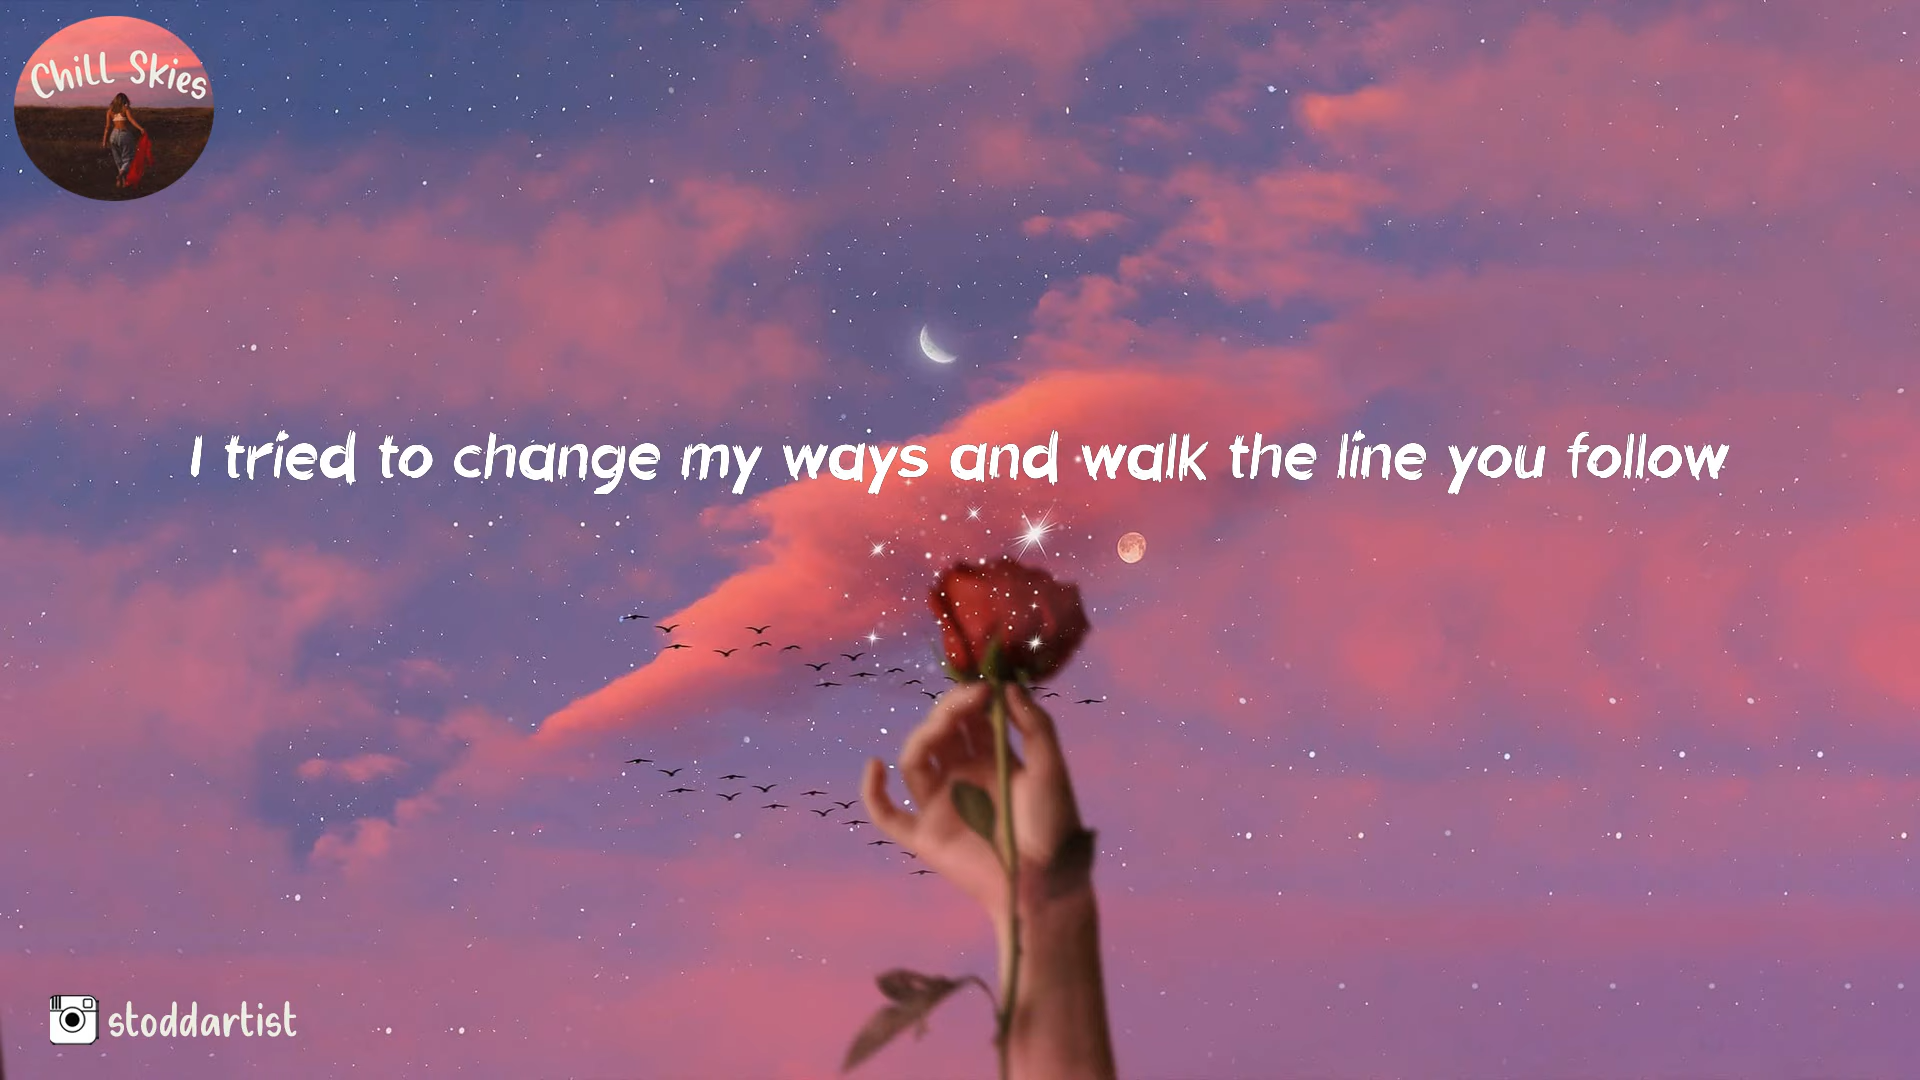 Chill Skies
I tried to change my ways and walk the line you follow
stoddartist